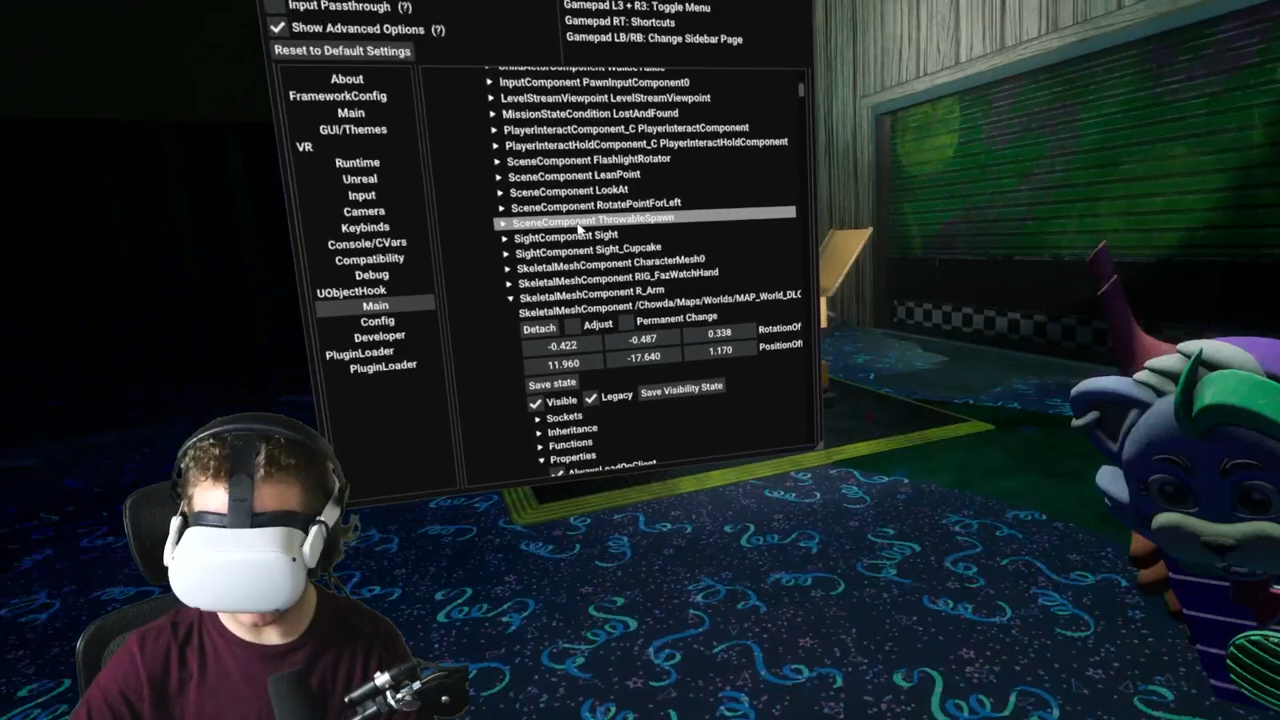 Input Passthrough (?)
Show Advanced Options (?)
Reset to Default Settings
Gamepad L3 + R3: Toggle Menu
Gamepad RT: Shortcuts
Gamepad LB/RB: Change Sidebar Page
About
FrameworkConfig
Main
GUI/Themes
VR
Runtime
Unreal
Input
Camera
Keybinds
Console/CVars
Compatibility
Debug
UObjectHook
Main
Config
Developer
PluginLoader
PluginLoader
InputComponent PawnInputComponent0
LevelStreamViewpoint LevelStreamViewpoint
MissionStateCondition LostAndFound
PlayerInteractComponent_C PlayerInteractComponent
PlayerInteractHoldComponent_C PlayerInteractHoldComponent
SceneComponent FlashlightRotator
SceneComponent LeanPoint
SceneComponent LookAt
SceneComponent RotatePointForLeft
SceneComponent ThrowableSpawn
SightComponent Sight
SightComponent Sight_Cupcake
SkeletalMeshComponent CharacterMesh0
SkeletalMeshComponent RIG_FazWatchHand
SkeletalMeshComponent R_Arm
SkeletalMeshComponent /Chowda/Maps/Worlds/MAP_World_DLC
Detach Adjust Permanent Change
-0.422 -0.487 0.338 RotationOf
11.960 -17.640 1.170 PositionOf
Save state
Visible Legacy Save Visibility State
Sockets
Inheritance
Functions
Properties
AlwaysLoadOnClient